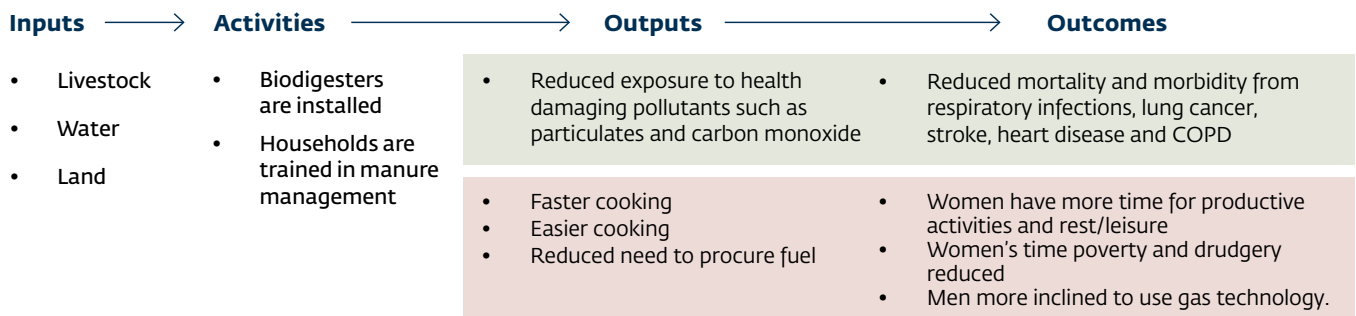 Inputs
Activities
Outputs
Outcomes
• Livestock
• Water
• Land
• Biodigesters
are installed
• Households are
trained in manure
management
• Reduced exposure to health
damaging pollutants such as
particulates and carbon monoxide
• Reduced mortality and morbidity from
respiratory infections, lung cancer,
stroke, heart disease and COPD
• Faster cooking
• Easier cooking
• Reduced need to procure fuel
• Women have more time for productive
activities and rest/leisure
• Women’s time poverty and drudgery
reduced
• Men more inclined to use gas technology.